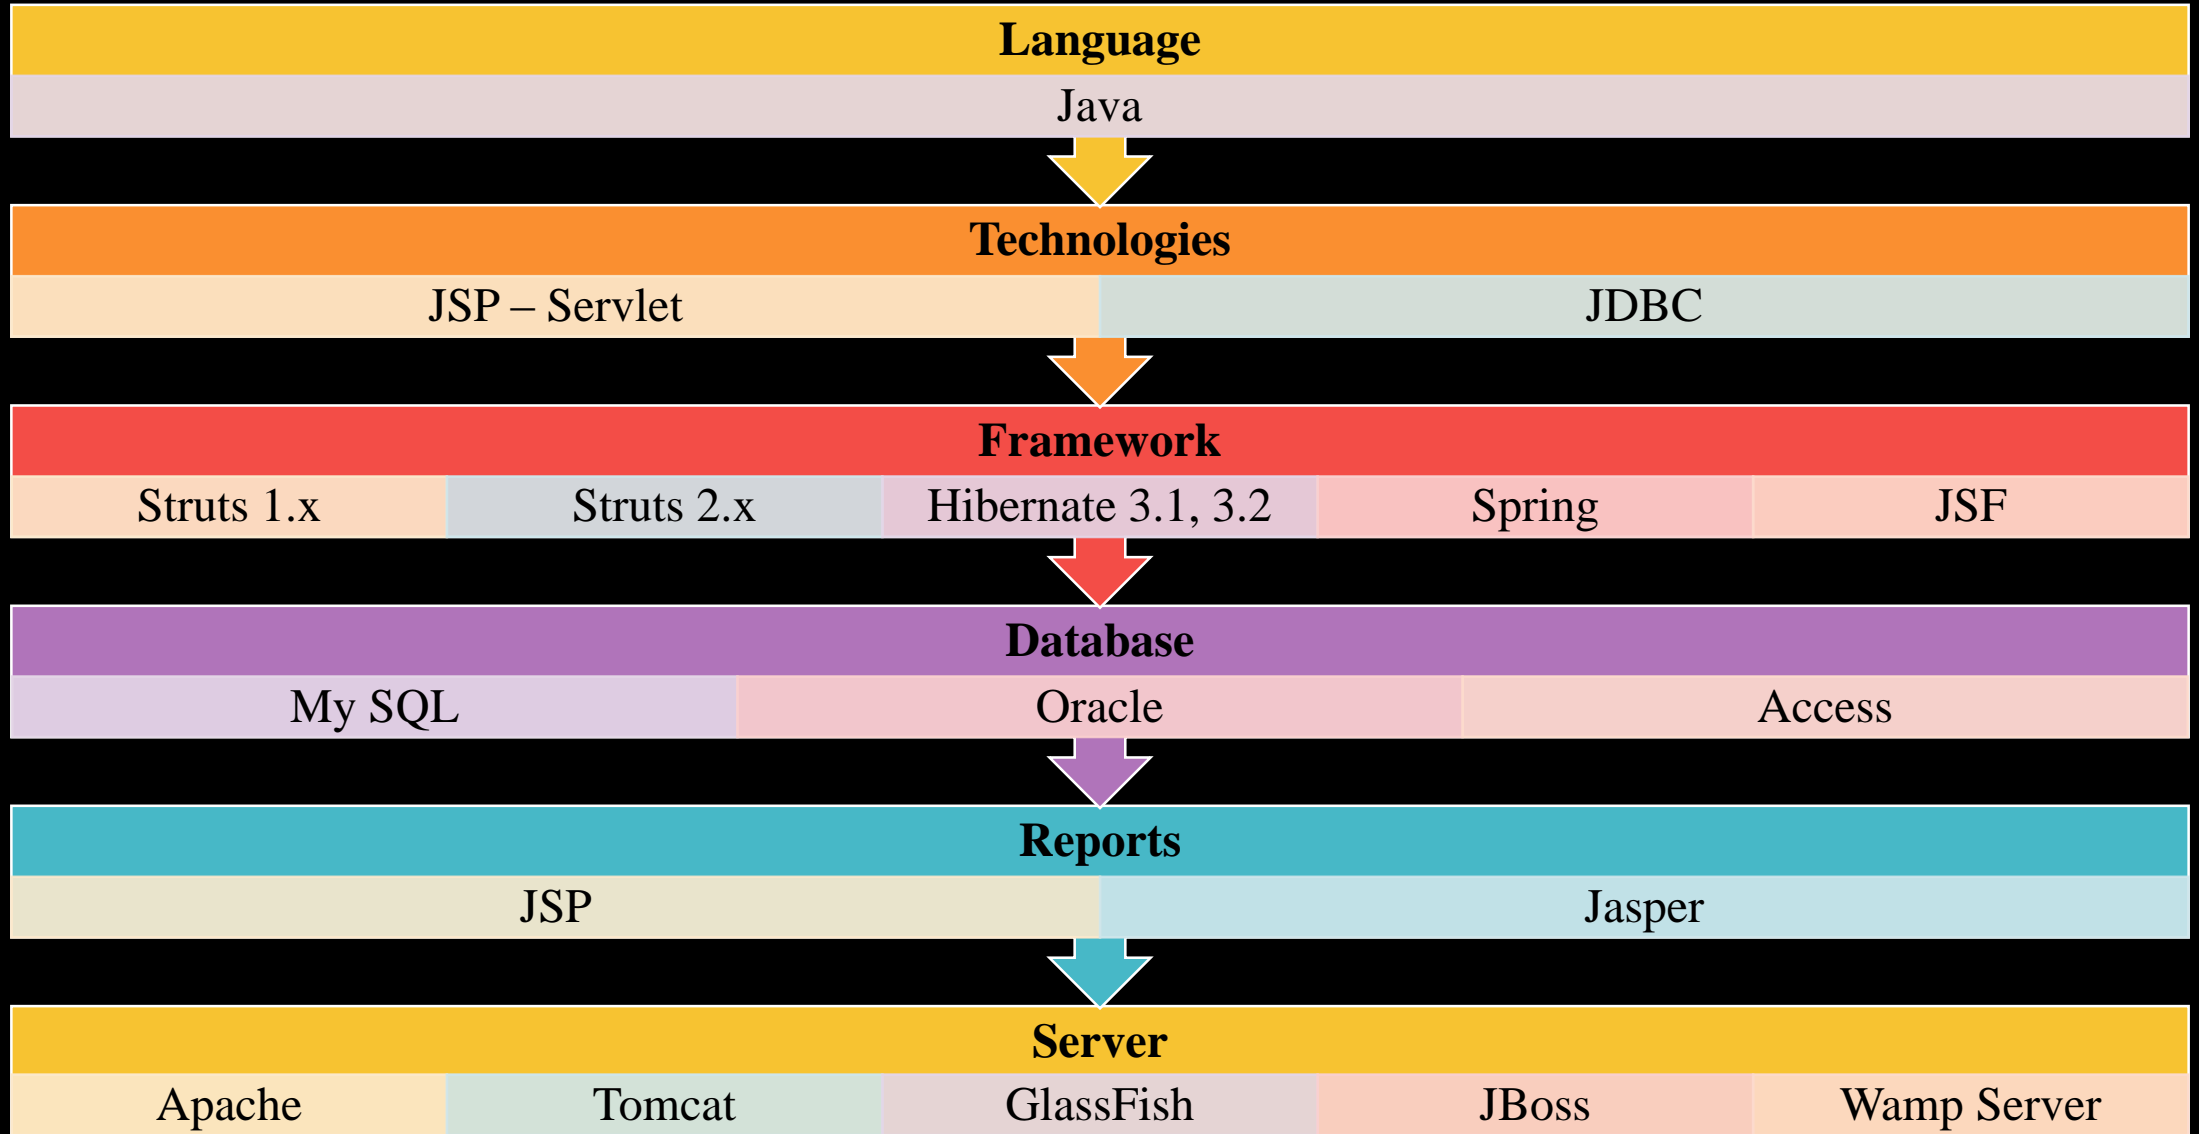 Language
Java
Technologies
JSP – Servlet JDBC
Framework
Struts 1.x Struts 2.x Hibernate 3.1, 3.2 Spring JSF
Database
My SQL Oracle Access
Reports
JSP Jasper
Server
Apache Tomcat GlassFish JBoss Wamp Server